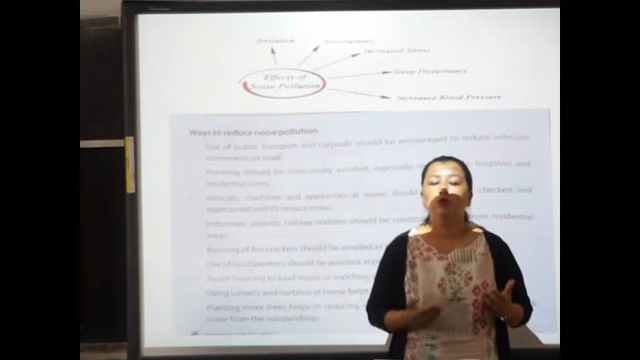 Irritation Nervousness
Increased Stress
Effects of
Noise Pollution
Sleep Disturbance
Increased Blood Pressure
Ways to reduce noise pollution
Use of public transport and carpools should be encouraged to reduce vehicular
movement on road.
Honking should be consciously avoided, especially hospitals and
residential zones.
Vehicles, machines and appliances at home should checked and
maintained well to reduce noise.
Industries, airports, railway stations should be from residential
areas.
Bursting of fire crackers should be avoided
Use of loudspeakers should be avoided,
Avoid listening to loud music or watching
Using carpets and curtains at home helps
Planting more trees helps in reducing
noise from the surroundings.